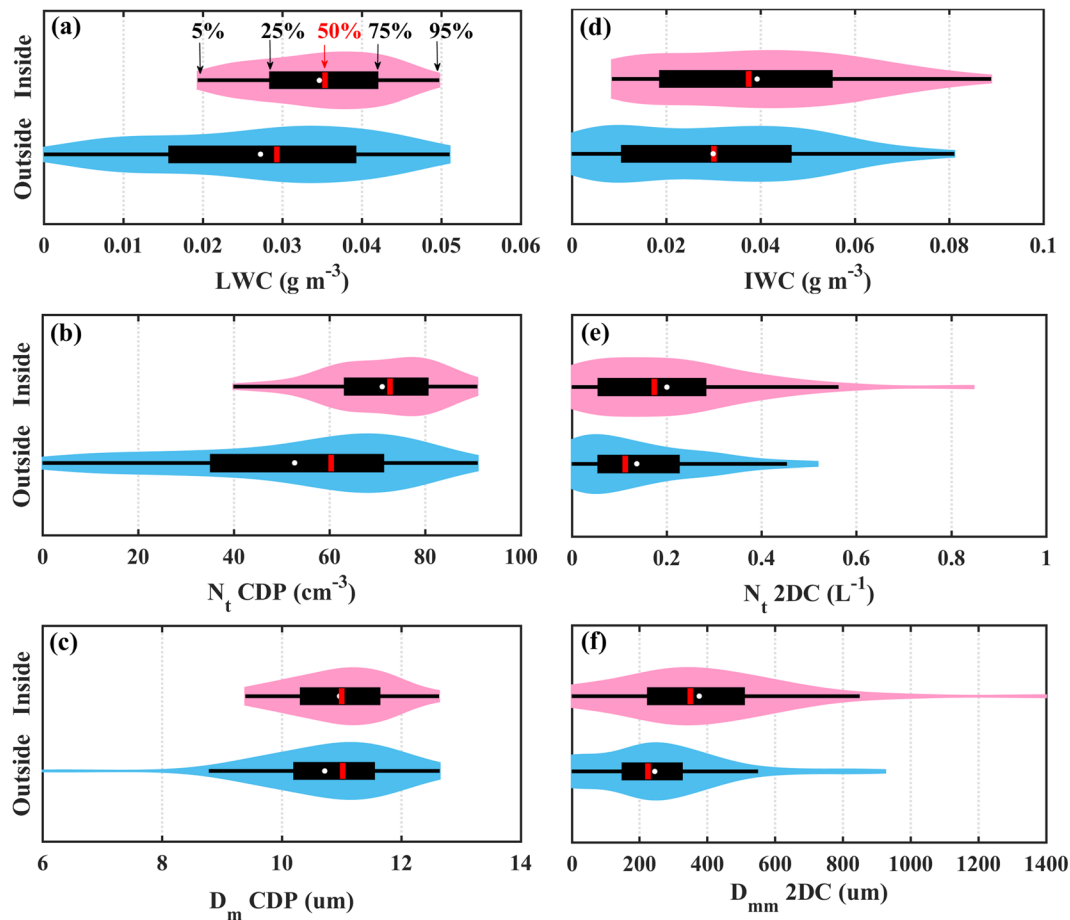 (a)
5% 25% 50% 75% 95%
Inside
Outside
0 0.01 0.02 0.03 0.04 0.05 0.06
LWC (g m-3)
(d)
Inside
Outside
0 0.02 0.04 0.06 0.08 0.1
IWC (g m-3)
(b)
Inside
Outside
0 20 40 60 80 100
Nt CDP (cm-3)
(e)
Inside
Outside
0 0.2 0.4 0.6 0.8 1
Nt 2DC (L-1)
(c)
Inside
Outside
6 8 10 12 14
Dm CDP (um)
(f)
Inside
Outside
0 200 400 600 800 1000 1200 1400
Dmm 2DC (um)